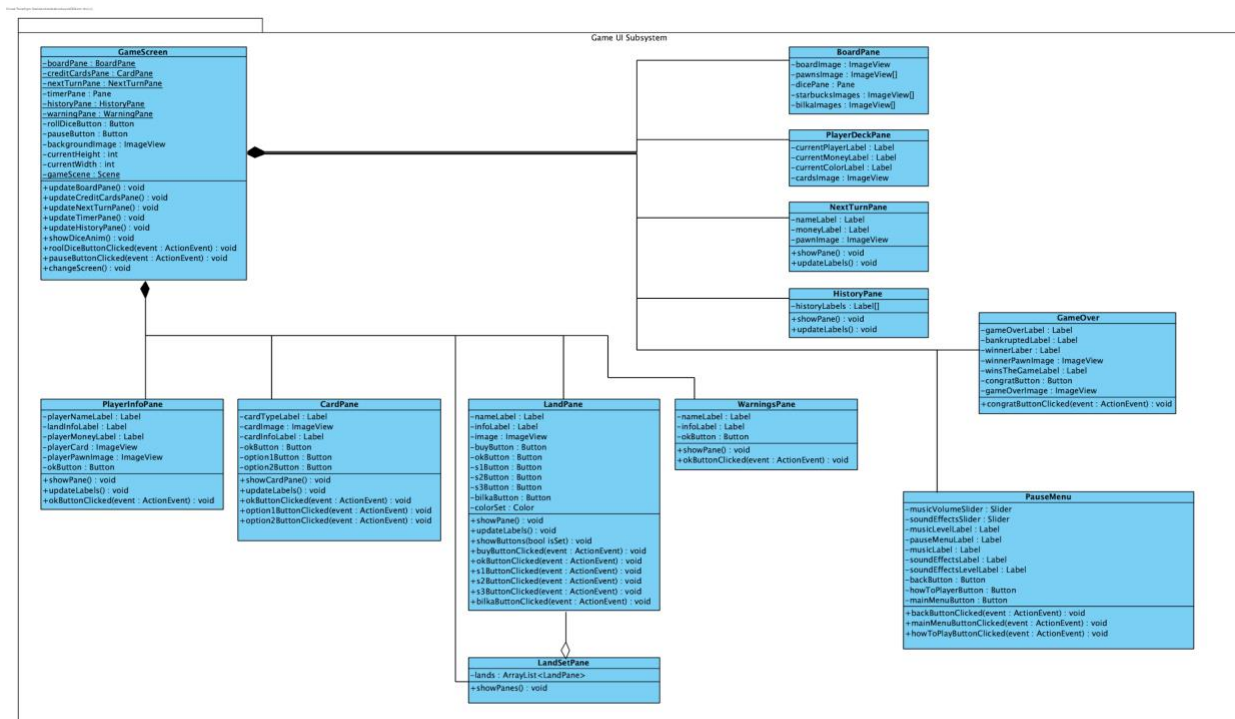 Game UI Subsystem
GameScreen
-boardPane : BoardPane
-creditCardsPane : CardPane
-nextTurnPane : NextTurnPane
-timerPane : Pane
-historyPane : HistoryPane
-warningPane : WarningPane
-rollDiceButton : Button
-pauseButton : Button
-backgroundImage : ImageView
-currentHeight : int
-currentWidth : int
-gameScene : Scene
+updateBoardPane() : void
+updateCreditCardsPane() : void
+updateNextTurnPane() : void
+updateTimerPane() : void
+updateHistoryPane() : void
+showDiceAnim() : void
+roolDiceButtonClicked(event : ActionEvent) : void
+pauseButtonClicked(event : ActionEvent) : void
+changeScreen() : void
BoardPane
-boardImage : ImageView
-pawnsImage : ImageView[]
-dicePane : Pane
-starbucksImages : ImageView[]
-bilkaImages : ImageView[]
PlayerDeckPane
-currentPlayerLabel : Label
-currentMoneyLabel : Label
-currentColorLabel : Label
-cardsImage : ImageView
NextTurnPane
-nameLabel : Label
-moneyLabel : Label
-pawnImage : ImageView
+showPane() : void
+updateLabels() : void
HistoryPane
-historyLabels : Label[]
+showPane() : void
+updateLabels() : void
GameOver
-gameOverLabel : Label
-bankruptedLabel : Label
-winnerLaber : Label
-winnerPawnImage : ImageView
-winsTheGameLabel : Label
-congratButton : Button
-gameOverImage : ImageView
+congratButtonClicked(event : ActionEvent) : void
PlayerInfoPane
-playerNameLabel : Label
-landInfoLabel : Label
-playerMoneyLabel : Label
-playerCard : ImageView
-playerPawnImage : ImageView
-okButton : Button
+showPane() : void
+updateLabels() : void
+okButtonClicked(event : ActionEvent) : void
CardPane
-cardTypeLabel : Label
-cardImage : ImageView
-cardInfoLabel : Label
-okButton : Button
-option1Button : Button
-option2Button : Button
+showCardPane() : void
+updateLabels() : void
+okButtonClicked(event : ActionEvent) : void
+option1ButtonClicked(event : ActionEvent) : void
+option2ButtonClicked(event : ActionEvent) : void
LandPane
-nameLabel : Label
-infoLabel : Label
-image : ImageView
-buyButton : Button
-okButton : Button
-s1Button : Button
-s2Button : Button
-s3Button : Button
-bilkaButton : Button
-colorSet : Color
+showPane() : void
+updateLabels() : void
+showButtons(bool isSet) : void
+buyButtonClicked(event : ActionEvent) : void
+okButtonClicked(event : ActionEvent) : void
+s1ButtonClicked(event : ActionEvent) : void
+s2ButtonClicked(event : ActionEvent) : void
+s3ButtonClicked(event : ActionEvent) : void
+bilkaButtonClicked(event : ActionEvent) : void
WarningsPane
-nameLabel : Label
-infoLabel : Label
-okButton : Button
+showPane() : void
+okButtonClicked(event : ActionEvent) : void
PauseMenu
-musicVolumeSlider : Slider
-soundEffectsSlider : Slider
-musicLevelLabel : Label
-pauseMenuLabel : Label
-musicLabel : Label
-soundEffectsLabel : Label
-soundEffectsLevelLabel : Label
-backButton : Button
-howToPlayerButton : Button
-mainMenuButton : Button
+backButtonClicked(event : ActionEvent) : void
+mainMenuButtonClicked(event : ActionEvent) : void
+howToPlayButtonClicked(event : ActionEvent) : void
LandSetPane
-lands : ArrayList<LandPane>
+showPanes() : void